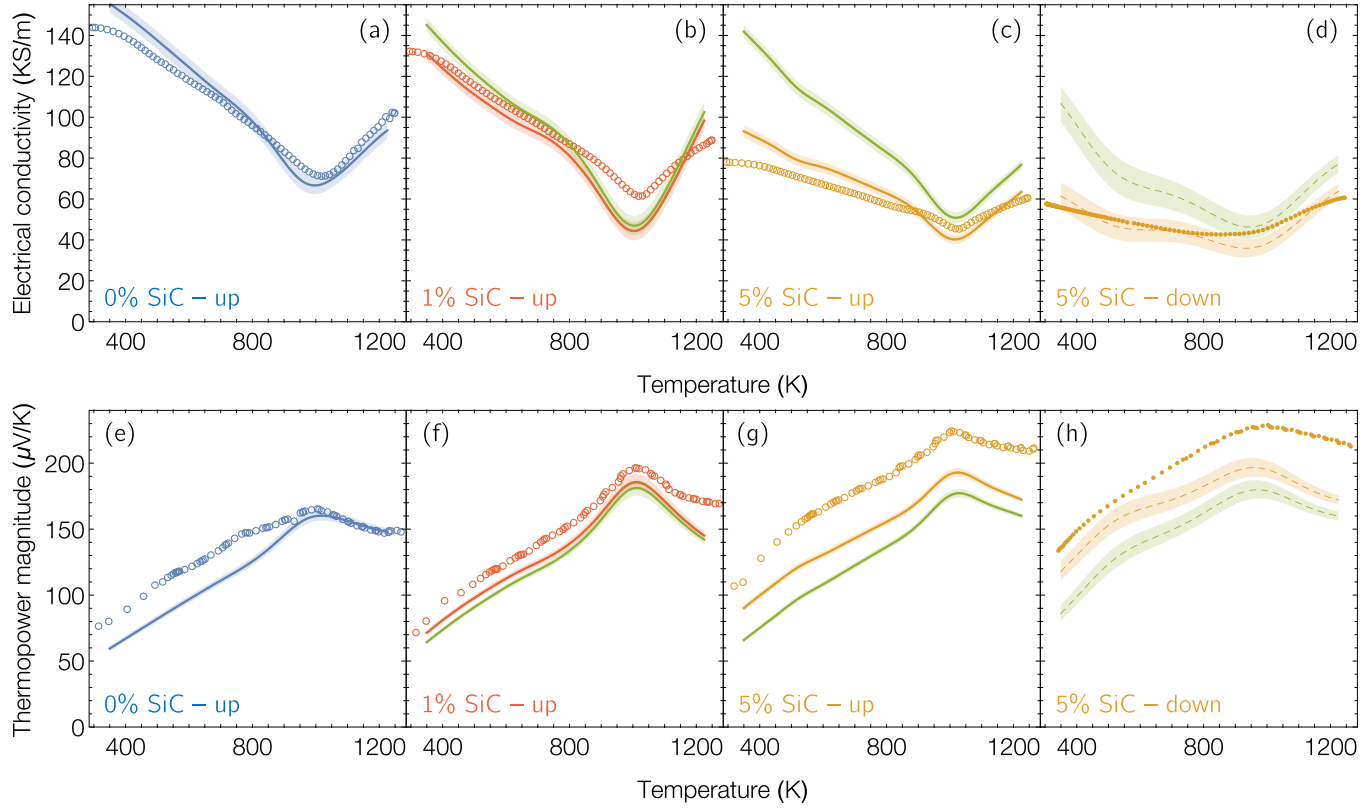 Electrical conductivity (KS/m)
140
120
100
80
60
40
20
0
(a)
(b)
(c)
(d)
0% SiC – up
1% SiC – up
5% SiC – up
5% SiC – down
400 800 1200 400 800 1200 400 800 1200 400 800 1200
Temperature (K)
Thermopower magnitude (μV/K)
200
150
100
50
0
(e)
(f)
(g)
(h)
0% SiC – up
1% SiC – up
5% SiC – up
5% SiC – down
400 800 1200 400 800 1200 400 800 1200 400 800 1200
Temperature (K)